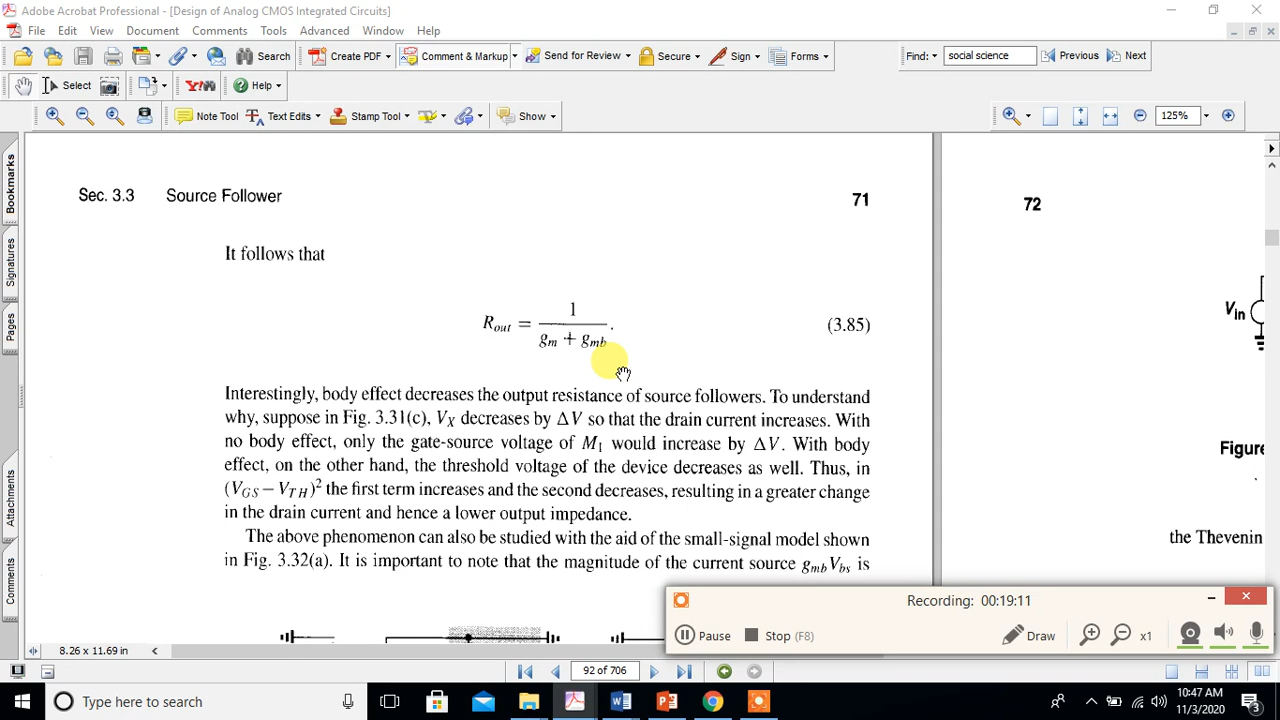 Adobe Acrobat Professional - [Design of Analog CMOS Integrated Circuits]
File Edit View Document Comments Tools Advanced Window Help
Search Create PDF Comment & Markup Send for Review Secure Sign Forms Find: social science Previous Next
Select Y! Help
Note Tool Text Edits Stamp Tool Show 125%
Bookmarks
Signatures
Pages
Attachments
Comments
Sec. 3.3 Source Follower 71
72
It follows that
R_out = 1 / (g_m + g_mb). (3.85)
V_in
Interestingly, body effect decreases the output resistance of source followers. To understand
why, suppose in Fig. 3.31(c), V_X decreases by ΔV so that the drain current increases. With
no body effect, only the gate-source voltage of M_1 would increase by ΔV. With body
effect, on the other hand, the threshold voltage of the device decreases as well. Thus, in
(V_GS − V_TH)² the first term increases and the second decreases, resulting in a greater change
in the drain current and hence a lower output impedance.
The above phenomenon can also be studied with the aid of the small-signal model shown
in Fig. 3.32(a). It is important to note that the magnitude of the current source g_mb V_bs is
Figure
the Thevenin
Recording: 00:19:11
Pause Stop (F8) Draw x1
8.26 x 11.69 in
92 of 706
Type here to search
10:47 AM
11/3/2020
3